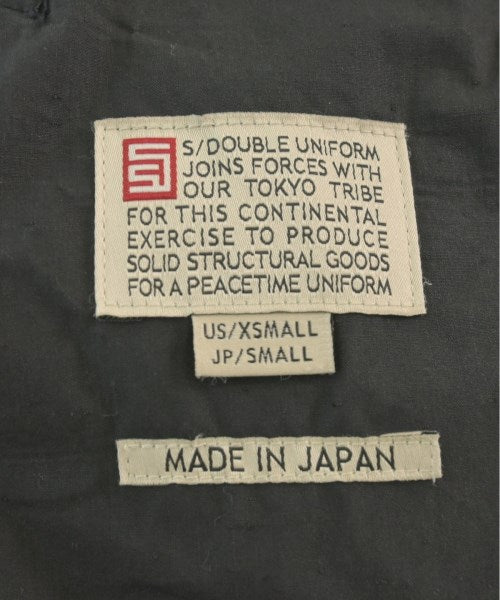 S/DOUBLE UNIFORM
JOINS FORCES WITH
OUR TOKYO TRIBE
FOR THIS CONTINENTAL
EXERCISE TO PRODUCE
SOLID STRUCTURAL GOODS
FOR A PEACETIME UNIFORM
US/XSMALL
JP/SMALL
MADE IN JAPAN